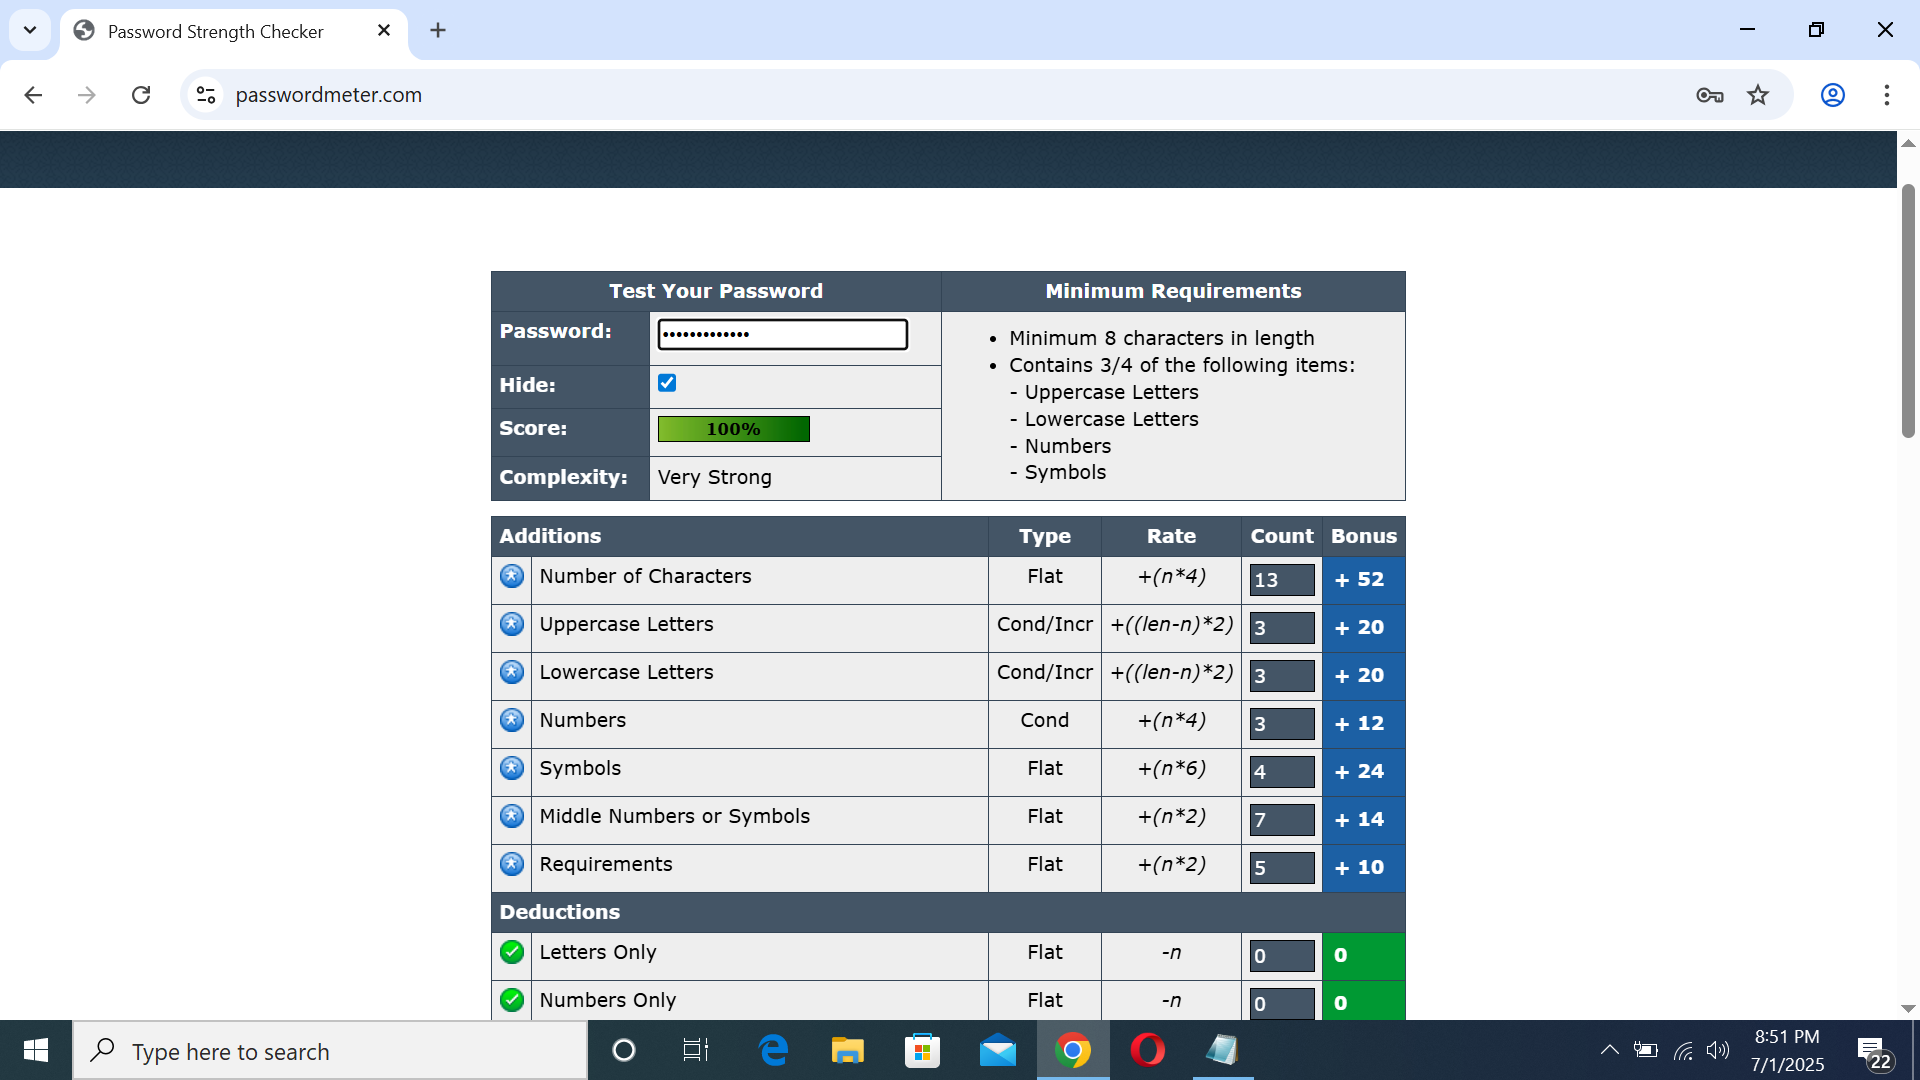 Password Strength Checker
passwordmeter.com
Test Your Password
Minimum Requirements
Password:
•••••••••••••
• Minimum 8 characters in length
• Contains 3/4 of the following items:
- Uppercase Letters
- Lowercase Letters
- Numbers
- Symbols
Hide:
Score:
100%
Complexity:
Very Strong
Additions Type Rate Count Bonus
Number of Characters Flat +(n*4) 13 + 52
Uppercase Letters Cond/Incr +((len-n)*2) 3 + 20
Lowercase Letters Cond/Incr +((len-n)*2) 3 + 20
Numbers Cond +(n*4) 3 + 12
Symbols Flat +(n*6) 4 + 24
Middle Numbers or Symbols Flat +(n*2) 7 + 14
Requirements Flat +(n*2) 5 + 10
Deductions
Letters Only Flat -n 0 0
Numbers Only Flat -n 0 0
Type here to search
8:51 PM
7/1/2025
22